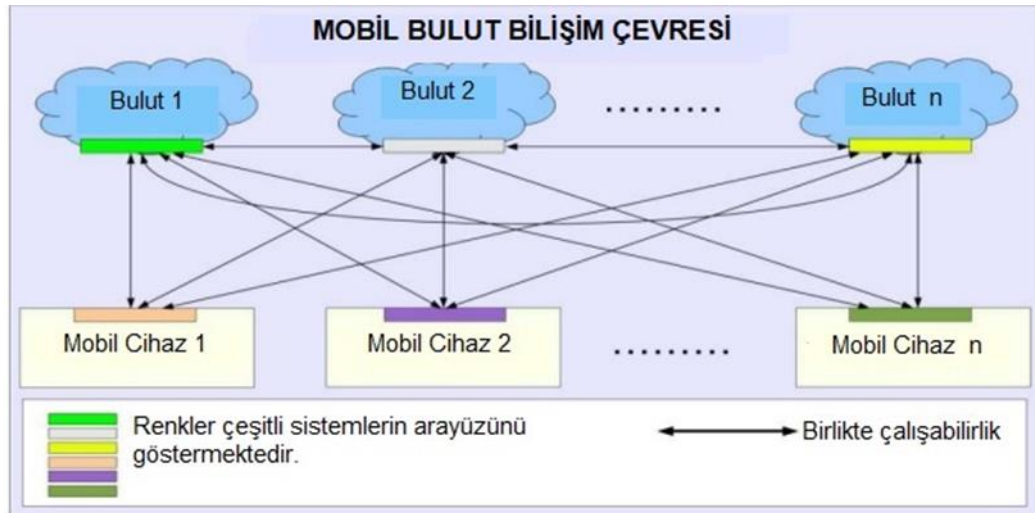 MOBİL BULUT BİLİŞİM ÇEVRESİ
Bulut 1
Bulut 2
.........
Bulut n
Mobil Cihaz 1
Mobil Cihaz 2
.........
Mobil Cihaz n
Renkler çeşitli sistemlerin arayüzünü
göstermektedir.
Birlikte çalışabilirlik